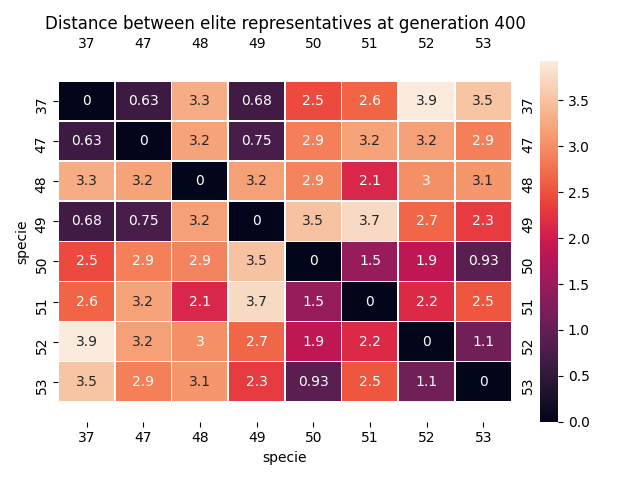 Distance between elite representatives at generation 400
37 47 48 49 50 51 52 53
37 0 0.63 3.3 0.68 2.5 2.6 3.9 3.5 37
47 0.63 0 3.2 0.75 2.9 3.2 3.2 2.9 47
48 3.3 3.2 0 3.2 2.9 2.1 3 3.1 48
49 0.68 0.75 3.2 0 3.5 3.7 2.7 2.3 49
50 2.5 2.9 2.9 3.5 0 1.5 1.9 0.93 50
51 2.6 3.2 2.1 3.7 1.5 0 2.2 2.5 51
52 3.9 3.2 3 2.7 1.9 2.2 0 1.1 52
53 3.5 2.9 3.1 2.3 0.93 2.5 1.1 0 53
37 47 48 49 50 51 52 53
specie
specie
3.5
3.0
2.5
2.0
1.5
1.0
0.5
0.0